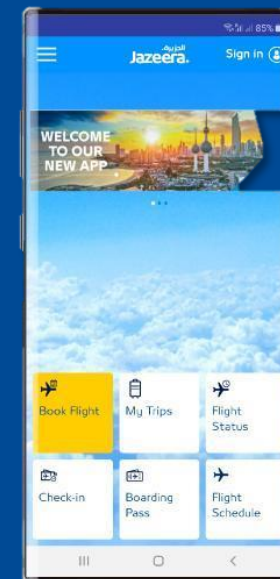 85%
الجزيرة
Jazeera.
Sign in
WELCOME
TO OUR
NEW APP
Book Flight
My Trips
Flight
Status
Check-in
Boarding
Pass
Flight
Schedule